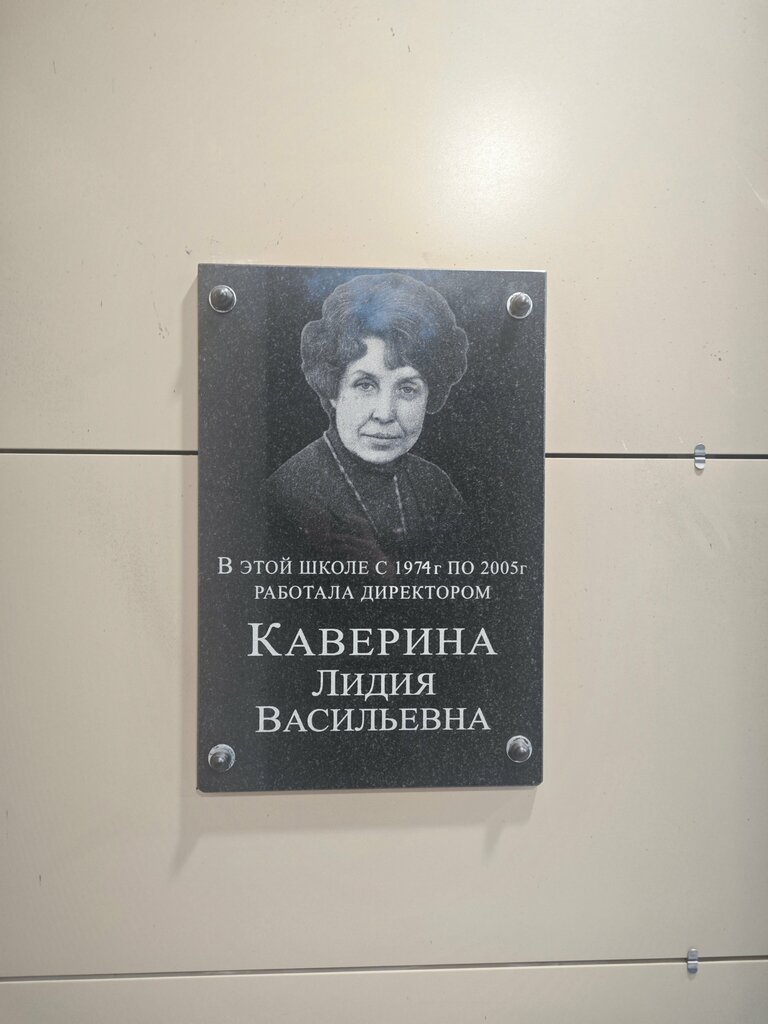 В ЭТОЙ ШКОЛЕ С 1974г ПО 2005г
РАБОТАЛА ДИРЕКТОРОМ
КАВЕРИНА
ЛИДИЯ
ВАСИЛЬЕВНА